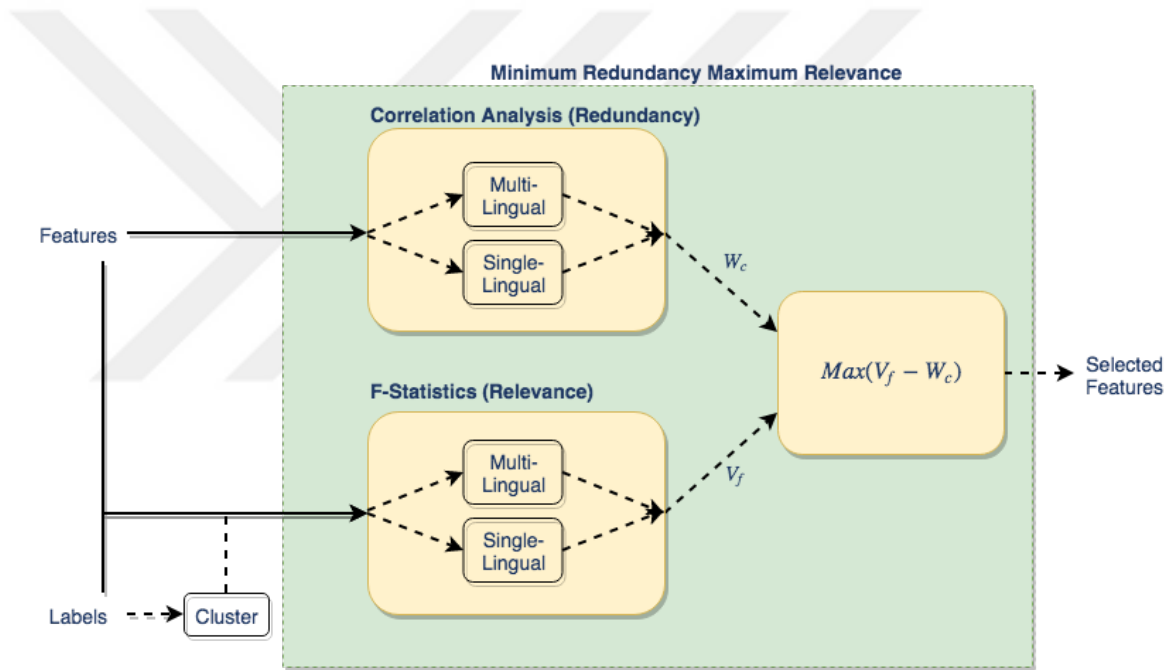 Minimum Redundancy Maximum Relevance
Correlation Analysis (Redundancy)
Multi-
Lingual
Features
Single-
Lingual
W_c
Max(V_f − W_c)
Selected
Features
F-Statistics (Relevance)
Multi-
Lingual
V_f
Single-
Lingual
Labels
Cluster